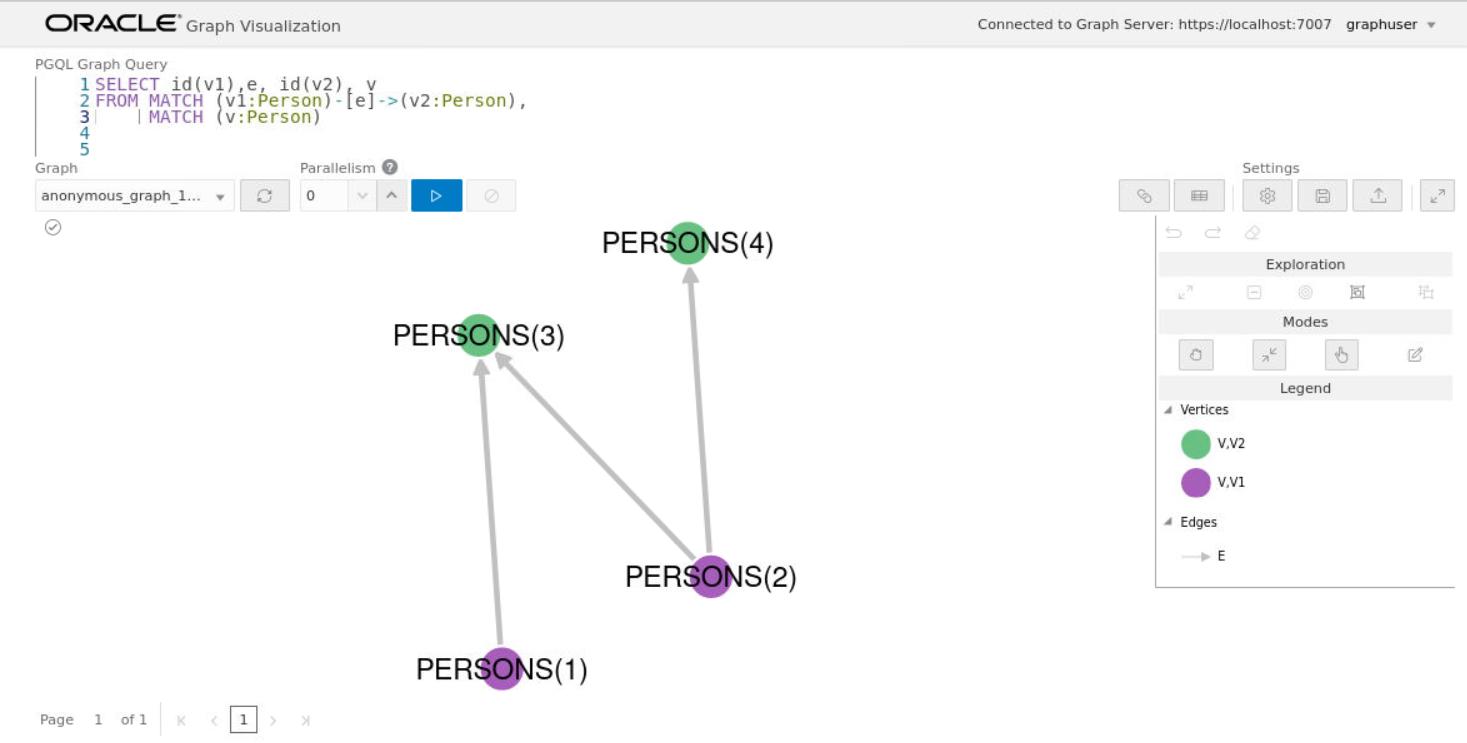 ORACLE® Graph Visualization
Connected to Graph Server: https://localhost:7007 graphuser
PGQL Graph Query
1 SELECT id(v1),e, id(v2), v
2 FROM MATCH (v1:Person)-[e]->(v2:Person),
3 MATCH (v:Person)
4
5
Graph Parallelism ? Settings
anonymous_graph_1... 0
PERSONS(4)
Exploration
PERSONS(3)
Modes
Legend
Vertices
V,V2
V,V1
Edges
E
PERSONS(2)
PERSONS(1)
Page 1 of 1 1